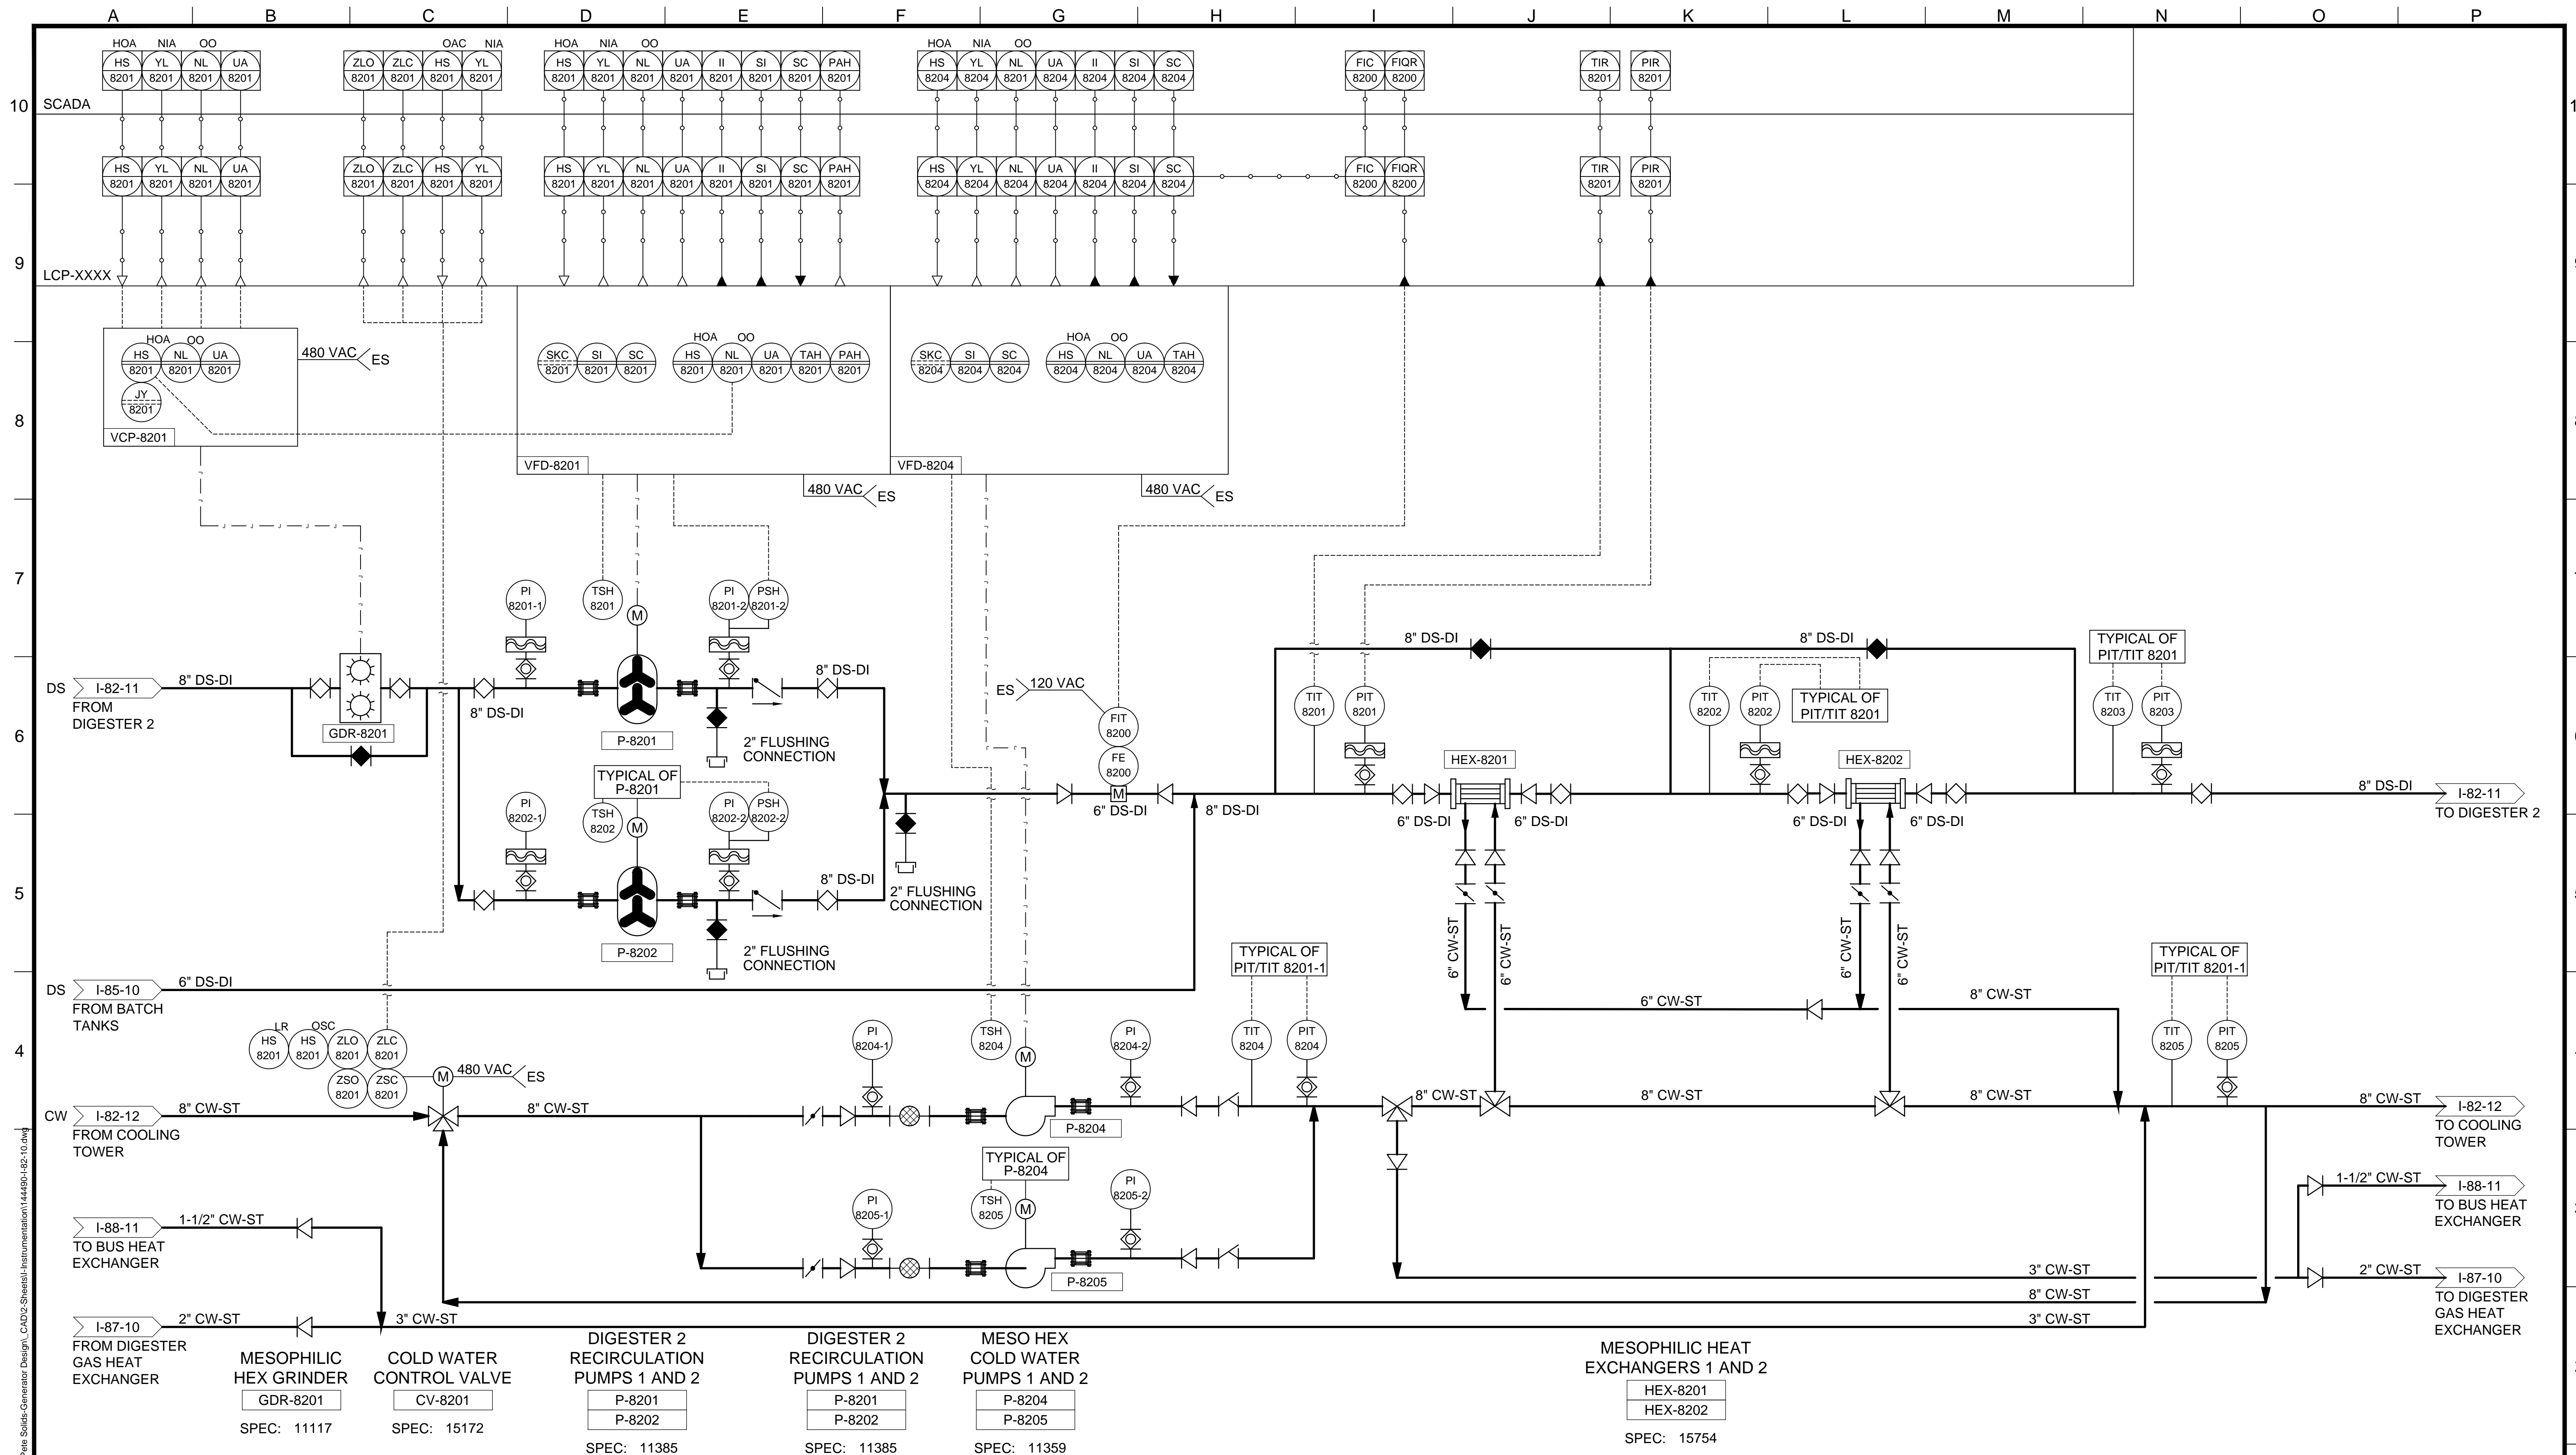 A B C D E F G H I J K L M N O P
HOA NIA OO OAC NIA HOA NIA OO HOA NIA OO
HS YL NL UA ZLO ZLC HS YL HS YL NL UA II SI SC PAH HS YL NL UA II SI SC FIC FIQR TIR PIR
8201 8201 8201 8201 8201 8201 8201 8201 8201 8201 8201 8201 8201 8201 8201 8201 8204 8204 8201 8204 8204 8204 8204 8200 8200 8201 8201
10 SCADA
HS YL NL UA ZLO ZLC HS YL HS YL NL UA II SI SC PAH HS YL NL UA II SI SC FIC FIQR TIR PIR
8201 8201 8201 8201 8201 8201 8201 8201 8201 8201 8201 8201 8201 8201 8201 8201 8204 8204 8204 8204 8204 8204 8204 8200 8200 8201 8201
9
LCP-XXXX
HOA OO
HS NL UA
8201 8201 8201
JY
8201
VCP-8201
480 VAC ES
HOA OO
SKC SI SC HS NL UA TAH PAH
8201 8201 8201 8201 8201 8201 8201 8201
VFD-8201
480 VAC ES
HOA OO
SKC SI SC HS NL UA TAH
8204 8204 8204 8204 8204 8204 8204
VFD-8204
480 VAC ES
8
7
PI
8201-1
TSH
8201
M
PI
8201-2
PSH
8201-2
8" DS-DI
8" DS-DI
TYPICAL OF
PIT/TIT 8201
DS I-82-11
FROM
DIGESTER 2
8" DS-DI
GDR-8201
8" DS-DI
P-8201
8" DS-DI
2" FLUSHING
CONNECTION
ES 120 VAC
FIT
8200
FE
8200
M
6" DS-DI
8" DS-DI
TIT
8201
PIT
8201
HEX-8201
6" DS-DI
6" DS-DI
TIT
8202
PIT
8202
TYPICAL OF
PIT/TIT 8201
HEX-8202
6" DS-DI
6" DS-DI
TIT
8203
PIT
8203
8" DS-DI
I-82-11
TO DIGESTER 2
6
TYPICAL OF
P-8201
PI
8202-1
TSH
8202
M
PI
8202-2
PSH
8202-2
8" DS-DI
P-8202
2" FLUSHING
CONNECTION
2" FLUSHING
CONNECTION
5
6" CW-ST
6" CW-ST
6" CW-ST
6" CW-ST
DS I-85-10
FROM BATCH
TANKS
6" DS-DI
TYPICAL OF
PIT/TIT 8201-1
TYPICAL OF
PIT/TIT 8201-1
6" CW-ST
8" CW-ST
4
LR OSC
HS HS ZLO ZLC
8201 8201 8201 8201
ZSO ZSC
8201 8201
M
480 VAC ES
PI
8204-1
TSH
8204
M
PI
8204-2
TIT
8204
PIT
8204
TIT
8205
PIT
8205
CW I-82-12
FROM COOLING
TOWER
8" CW-ST
8" CW-ST
P-8204
8" CW-ST
8" CW-ST
8" CW-ST
8" CW-ST
I-82-12
TO COOLING
TOWER
TYPICAL OF
P-8204
PI
8205-1
TSH
8205
M
PI
8205-2
P-8205
I-88-11
TO BUS HEAT
EXCHANGER
1-1/2" CW-ST
1-1/2" CW-ST
I-88-11
TO BUS HEAT
EXCHANGER
3" CW-ST
2" CW-ST
I-87-10
TO DIGESTER
GAS HEAT
EXCHANGER
8" CW-ST
I-87-10
FROM DIGESTER
GAS HEAT
EXCHANGER
2" CW-ST
3" CW-ST
3" CW-ST
MESOPHILIC
HEX GRINDER
GDR-8201
SPEC: 11117
COLD WATER
CONTROL VALVE
CV-8201
SPEC: 15172
DIGESTER 2
RECIRCULATION
PUMPS 1 AND 2
P-8201
P-8202
SPEC: 11385
DIGESTER 2
RECIRCULATION
PUMPS 1 AND 2
P-8201
P-8202
SPEC: 11385
MESO HEX
COLD WATER
PUMPS 1 AND 2
P-8204
P-8205
SPEC: 11359
MESOPHILIC HEAT
EXCHANGERS 1 AND 2
HEX-8201
HEX-8202
SPEC: 15754
Pete Solids-Generator Design\_CAD\2-Sheets\I-Instrumentation\144490-I-82-10.dwg